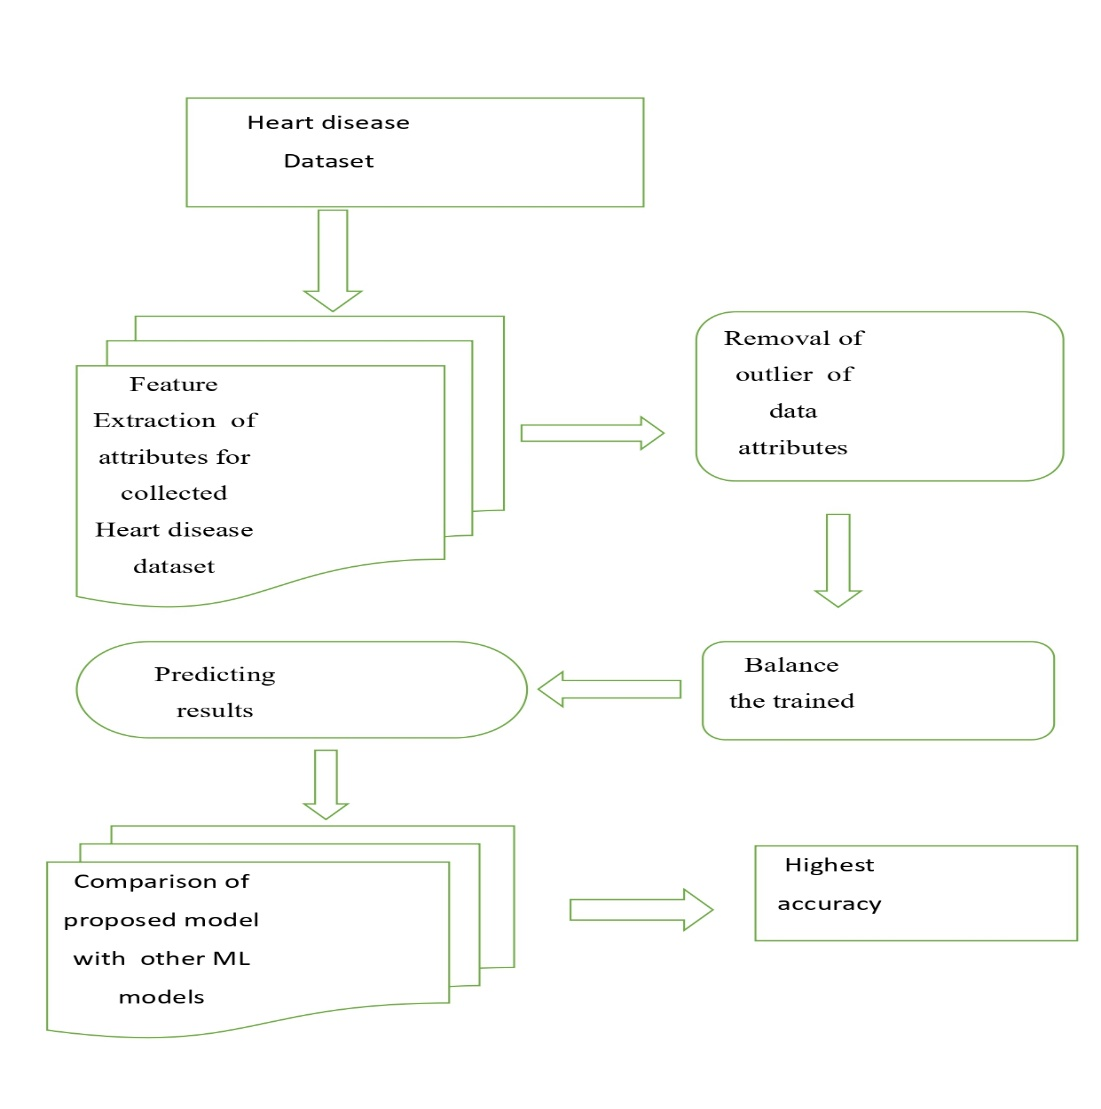 Heart disease
Dataset
Feature
Extraction of
attributes for
collected
Heart disease
dataset
Removal of
outlier of
data
attributes
Balance
the trained
Predicting
results
Comparison of
proposed model
with other ML
models
Highest
accuracy